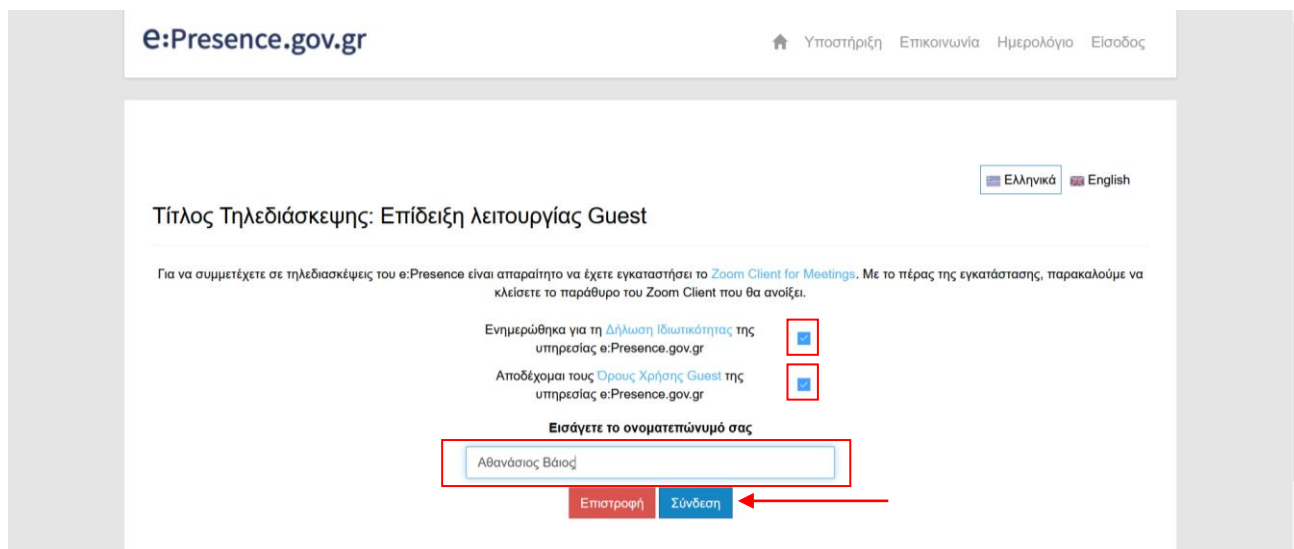 e:Presence.gov.gr
Υποστήριξη Επικοινωνία Ημερολόγιο Είσοδος
Ελληνικά English
Τίτλος Τηλεδιάσκεψης: Επίδειξη λειτουργίας Guest
Για να συμμετέχετε σε τηλεδιασκέψεις του e:Presence είναι απαραίτητο να έχετε εγκαταστήσει το Zoom Client for Meetings. Με το πέρας της εγκατάστασης, παρακαλούμε να
κλείσετε το παράθυρο του Zoom Client που θα ανοίξει.
Ενημερώθηκα για τη Δήλωση Ιδιωτικότητας της
υπηρεσίας e:Presence.gov.gr
Αποδέχομαι τους Όρους Χρήσης Guest της
υπηρεσίας e:Presence.gov.gr
Εισάγετε το ονοματεπώνυμό σας
Αθανάσιος Βάιος
Επιστροφή Σύνδεση